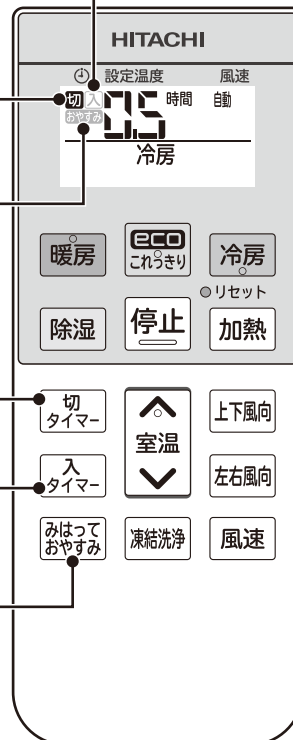 HITACHI
設定温度 風速
切 入 0.5 時間 自動
おやすみ
冷房
暖房 eco これっきり 冷房
リセット
除湿 停止 加熱
切タイマー 室温 上下風向
入タイマー 左右風向
みはっておやすみ 凍結洗浄 風速